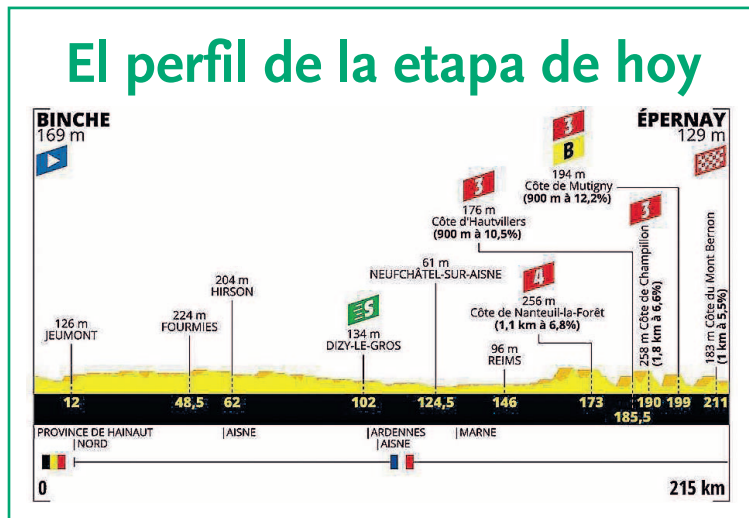 El perfil de la etapa de hoy
BINCHE
169 m
ÉPERNAY
129 m
3
B
194 m
Côte de Mutigny
(900 m à 12,2%)
3
176 m
Côte d'Hautvillers
(900 m à 10,5%)
3
258 m Côte de Champillon
(1,8 km à 6,6%)
183 m Côte du Mont Bernon
(1 km à 5,5%)
4
256 m
Côte de Nanteuil-la-Forêt
(1,1 km à 6,8%)
61 m
NEUFCHÂTEL-SUR-AISNE
204 m
HIRSON
224 m
FOURMIES
126 m
JEUMONT
S
134 m
DIZY-LE-GROS
96 m
REIMS
12 48,5 62 102 124,5 146 173 185,5 190 199 211
PROVINCE DE HAINAUT
NORD
AISNE
ARDENNES
AISNE
MARNE
0
215 km